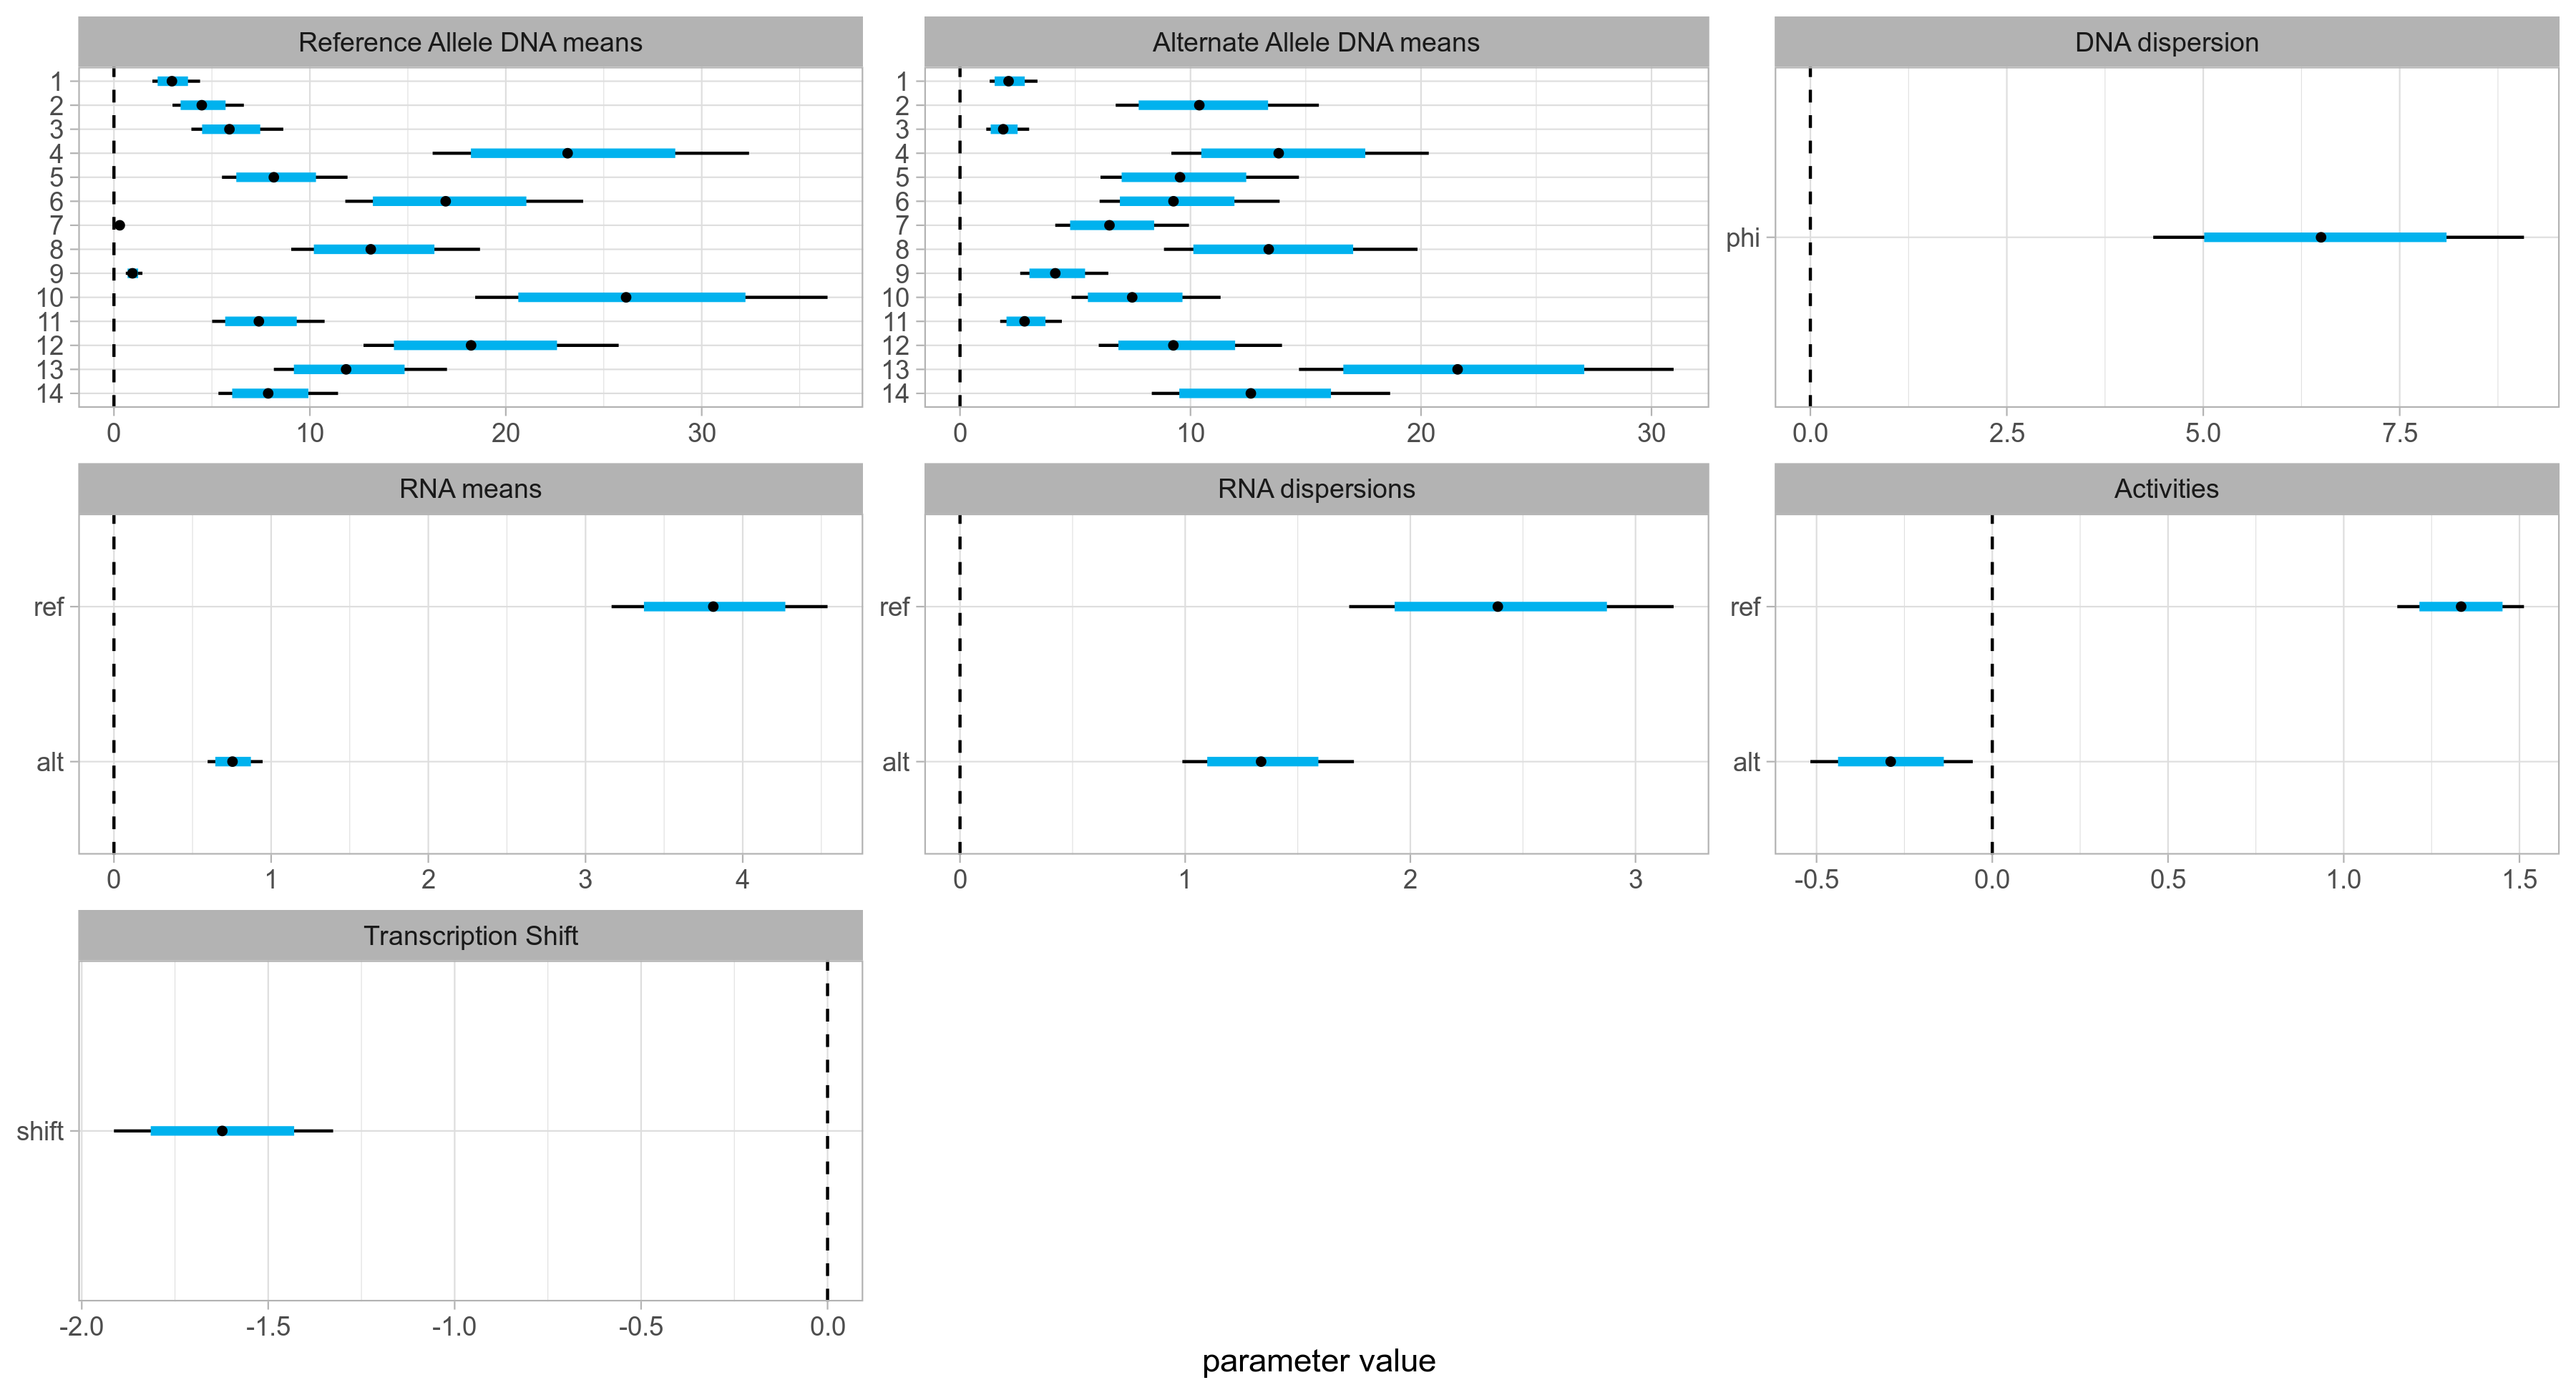 Reference Allele DNA means
1
2
3
4
5
6
7
8
9
10
11
12
13
14
0 10 20 30
Alternate Allele DNA means
1
2
3
4
5
6
7
8
9
10
11
12
13
14
0 10 20 30
DNA dispersion
phi
0.0 2.5 5.0 7.5
RNA means
ref
alt
0 1 2 3 4
RNA dispersions
ref
alt
0 1 2 3
Activities
ref
alt
-0.5 0.0 0.5 1.0 1.5
Transcription Shift
shift
-2.0 -1.5 -1.0 -0.5 0.0
parameter value